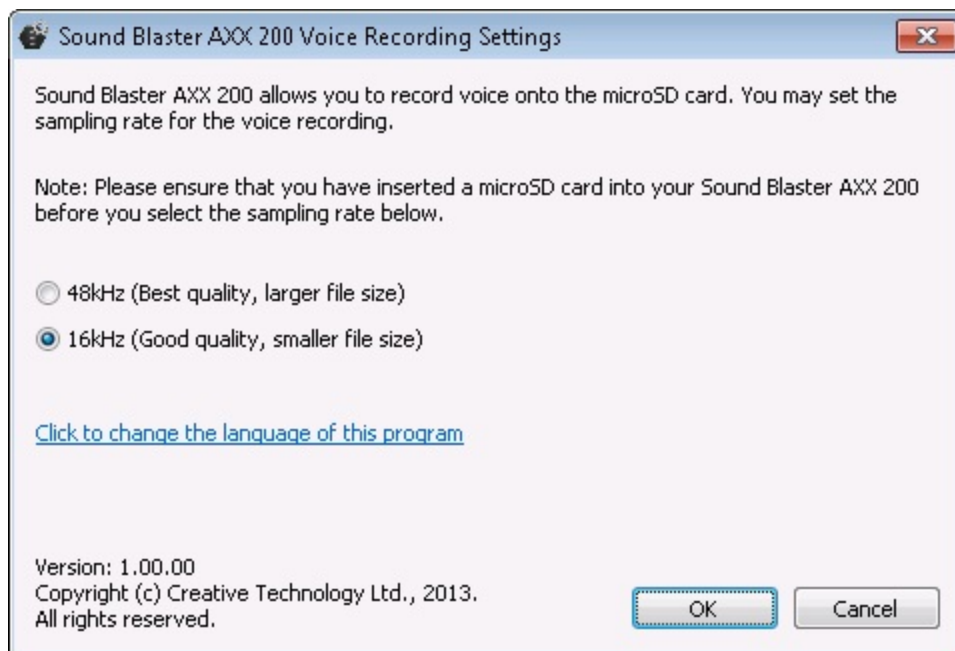 Sound Blaster AXX 200 Voice Recording Settings
Sound Blaster AXX 200 allows you to record voice onto the microSD card. You may set the
sampling rate for the voice recording.
Note: Please ensure that you have inserted a microSD card into your Sound Blaster AXX 200
before you select the sampling rate below.
48kHz (Best quality, larger file size)
16kHz (Good quality, smaller file size)
Click to change the language of this program
Version: 1.00.00
Copyright (c) Creative Technology Ltd., 2013.
All rights reserved.
OK
Cancel